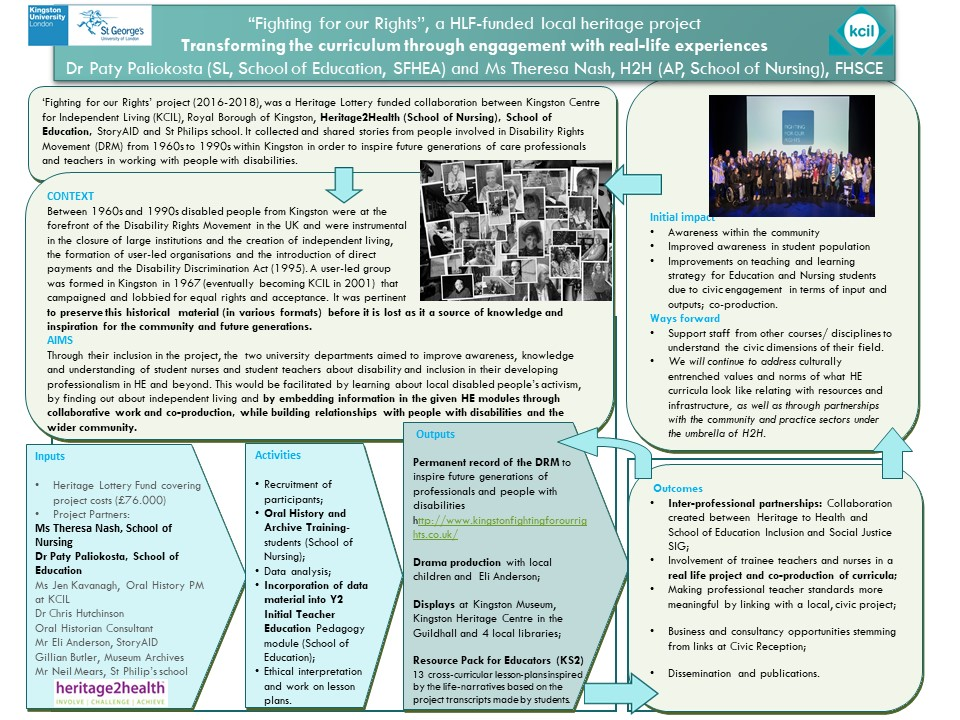 Kingston
University
London
St George's
University of London
kcil
"Fighting for our Rights", a HLF-funded local heritage project
Transforming the curriculum through engagement with real-life experiences
Dr Paty Paliokosta (SL, School of Education, SFHEA) and Ms Theresa Nash, H2H (AP, School of Nursing), FHSCE
'Fighting for our Rights' project (2016-2018), was a Heritage Lottery funded collaboration between Kingston Centre
for Independent Living (KCIL), Royal Borough of Kingston, Heritage2Health (School of Nursing), School of
Education, StoryAID and St Philips school. It collected and shared stories from people involved in Disability Rights
Movement (DRM) from 1960s to 1990s within Kingston in order to inspire future generations of care professionals
and teachers in working with people with disabilities.
CONTEXT
Between 1960s and 1990s disabled people from Kingston were at the
forefront of the Disability Rights Movement in the UK and were instrumental
in the closure of large institutions and the creation of independent living,
the formation of user-led organisations and the introduction of direct
payments and the Disability Discrimination Act (1995). A user-led group
was formed in Kingston in 1967 (eventually becoming KCIL in 2001) that
campaigned and lobbied for equal rights and acceptance. It was pertinent
to preserve this historical material (in various formats) before it is lost as it a source of knowledge and
inspiration for the community and future generations.
AIMS
Through their inclusion in the project, the two university departments aimed to improve awareness, knowledge
and understanding of student nurses and student teachers about disability and inclusion in their developing
professionalism in HE and beyond. This would be facilitated by learning about local disabled people's activism,
by finding out about independent living and by embedding information in the given HE modules through
collaborative work and co-production, while building relationships with people with disabilities and the
wider community.
Inputs
• Heritage Lottery Fund covering
project costs (£76.000)
• Project Partners:
Ms Theresa Nash, School of
Nursing
Dr Paty Paliokosta, School of
Education
Ms Jen Kavanagh, Oral History PM
at KCIL
Dr Chris Hutchinson
Oral Historian Consultant
Mr Eli Anderson, StoryAID
Gillian Butler, Museum Archives
Mr Neil Mears, St Philip's school
heritage2health
INVOLVE | CHALLENGE | ACHIEVE
Activities
• Recruitment of
participants;
• Oral History and
Archive Training-
students (School of
Nursing);
• Data analysis;
• Incorporation of data
material into Y2
Initial Teacher
Education Pedagogy
module (School of
Education);
• Ethical interpretation
and work on lesson
plans.
Outputs
Permanent record of the DRM to
inspire future generations of
professionals and people with
disabilities
http://www.kingstonfightingforourrig
hts.co.uk/
Drama production with local
children and Eli Anderson;
Displays at Kingston Museum,
Kingston Heritage Centre in the
Guildhall and 4 local libraries;
Resource Pack for Educators (KS2)
13 cross-curricular lesson-plans inspired
by the life-narratives based on the
project transcripts made by students.
FIGHTING
FOR OUR
RIGHTS
Initial impact
• Awareness within the community
• Improved awareness in student population
• Improvements on teaching and learning
strategy for Education and Nursing students
due to civic engagement in terms of input and
outputs; co-production.
Ways forward
• Support staff from other courses/ disciplines to
understand the civic dimensions of their field.
• We will continue to address culturally
entrenched values and norms of what HE
curricula look like relating with resources and
infrastructure, as well as through partnerships
with the community and practice sectors under
the umbrella of H2H.
Outcomes
• Inter-professional partnerships: Collaboration
created between Heritage to Health and
School of Education Inclusion and Social Justice
SIG;
• Involvement of trainee teachers and nurses in a
real life project and co-production of curricula;
• Making professional teacher standards more
meaningful by linking with a local, civic project;
• Business and consultancy opportunities stemming
from links at Civic Reception;
• Dissemination and publications.